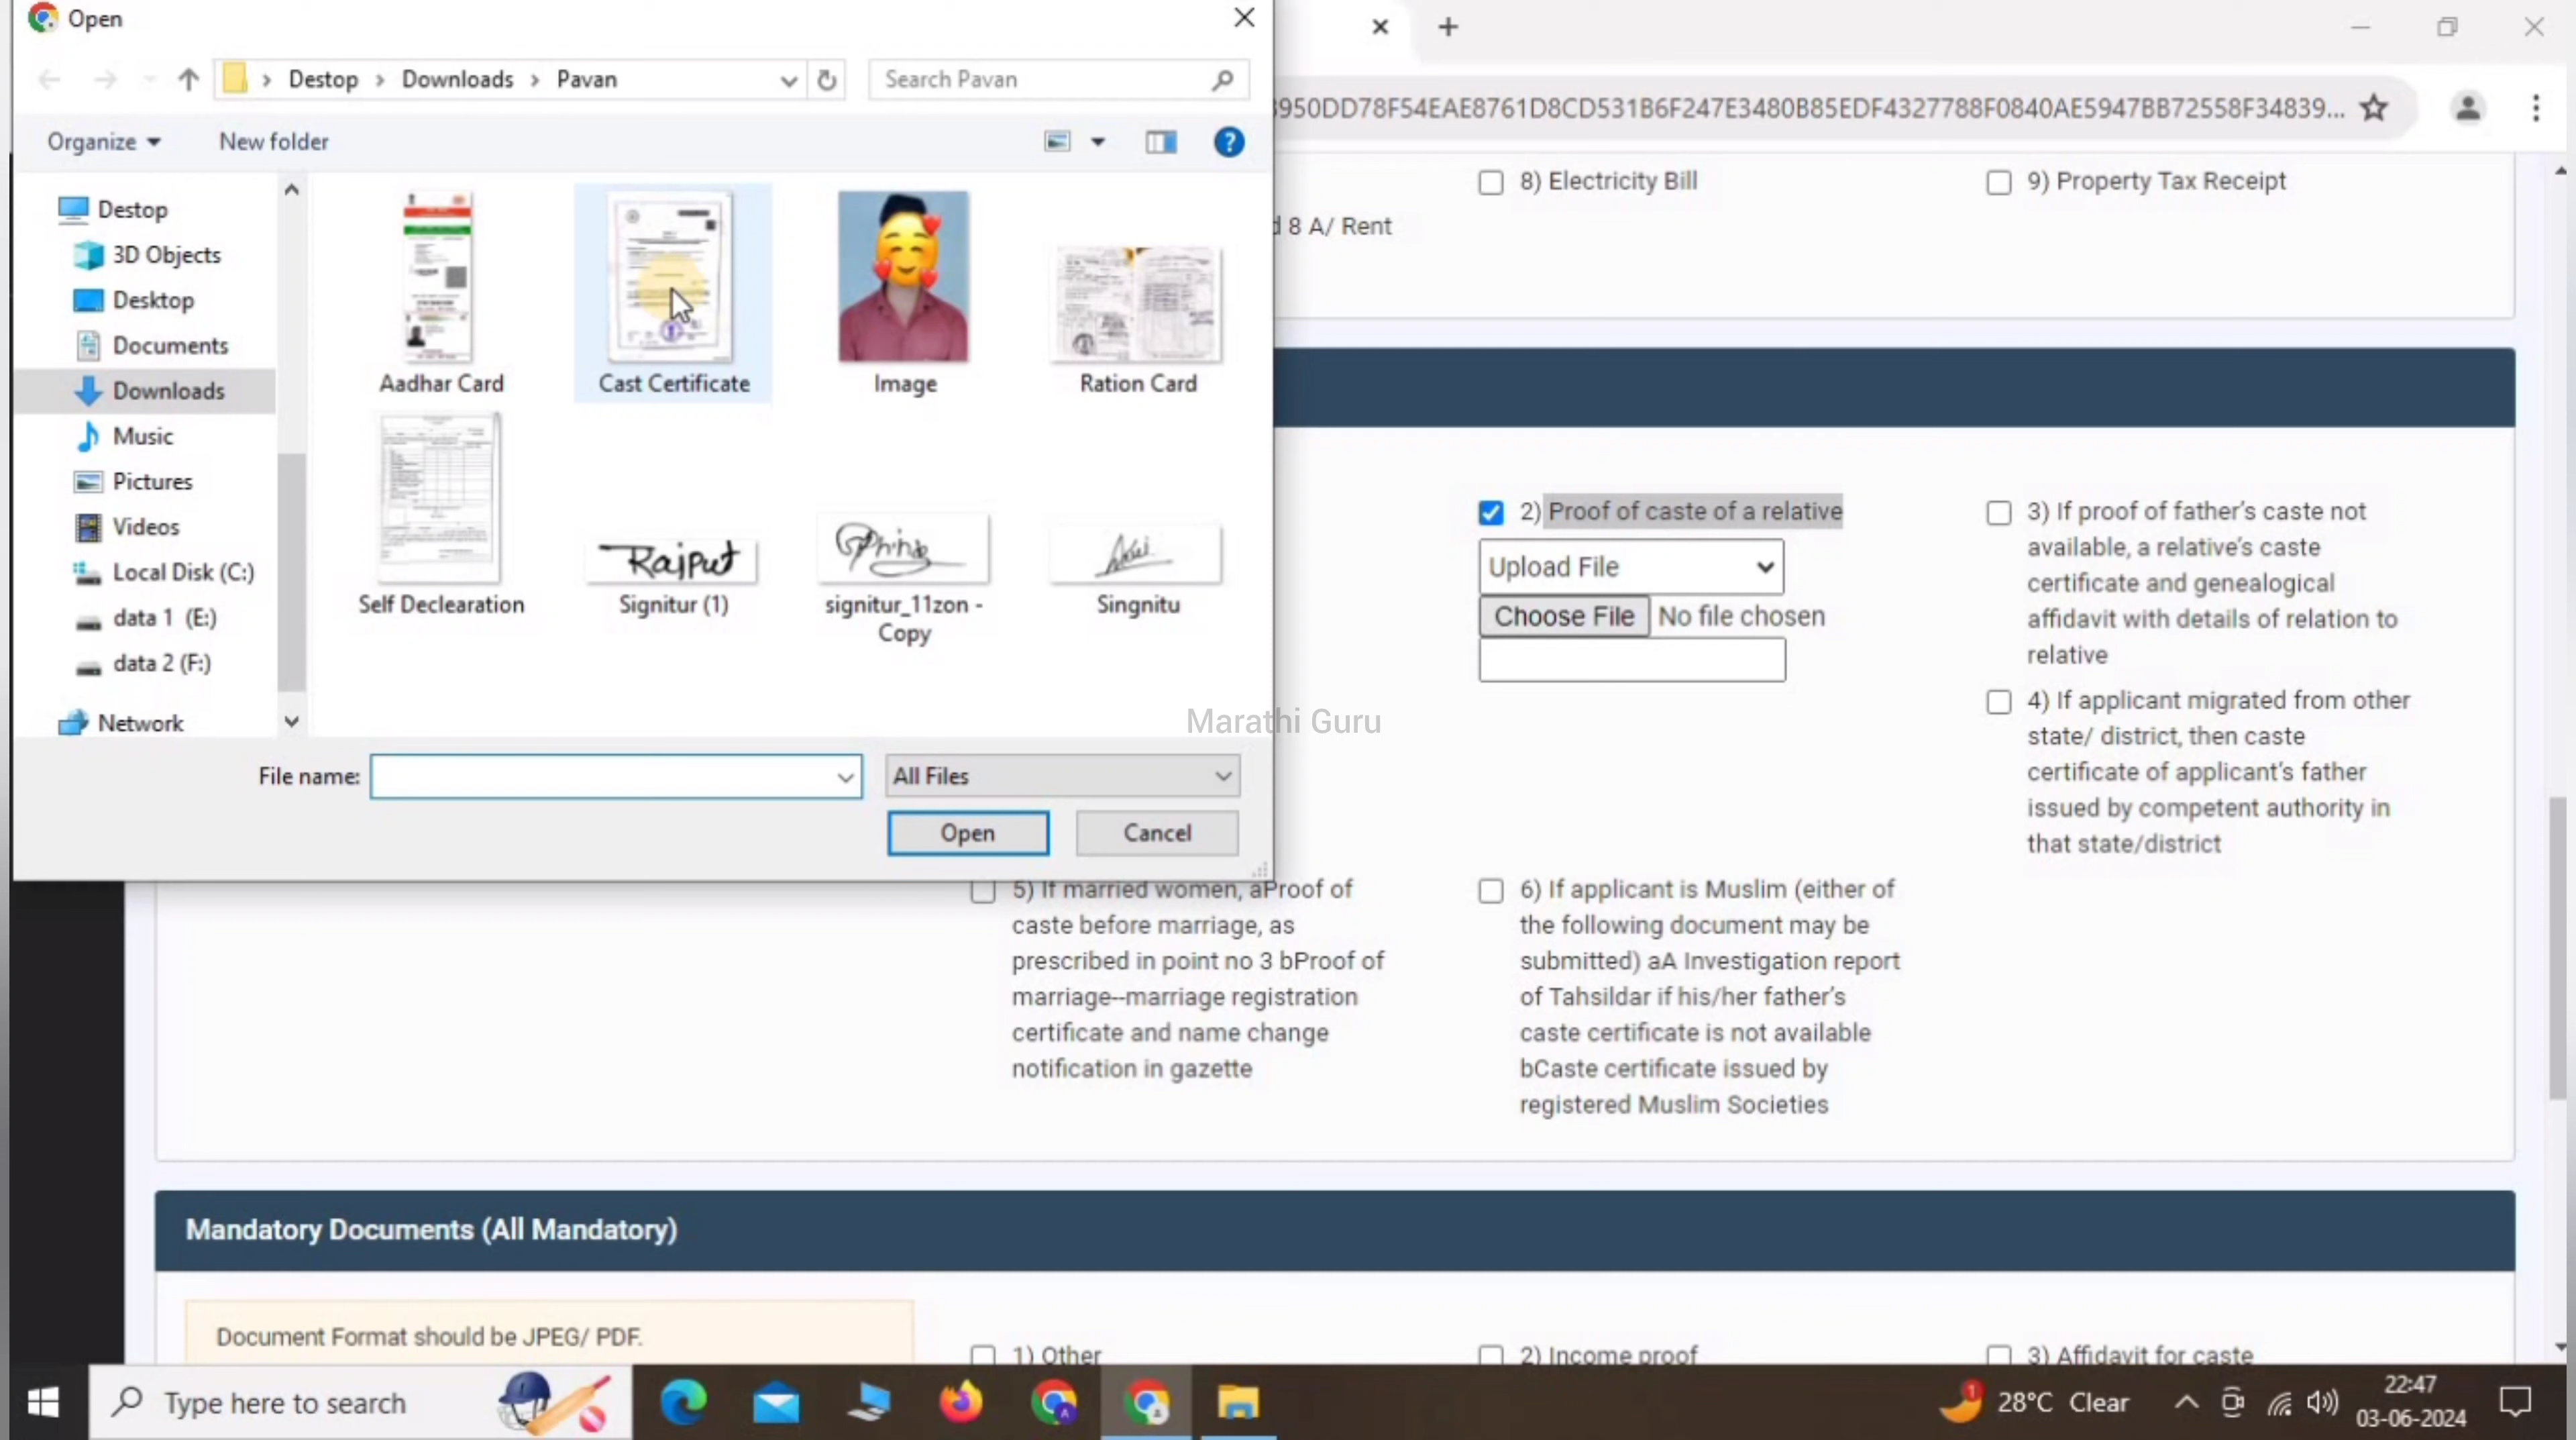 Open
Destop > Downloads > Pavan
Search Pavan
Organize
New folder
Destop
3D Objects
Desktop
Documents
Downloads
Music
Pictures
Videos
Local Disk (C:)
data 1 (E:)
data 2 (F:)
Network
Aadhar Card
Cast Certificate
Image
Ration Card
Self Declearation
Rajput
Signitur (1)
signitur_11zon -
Copy
Singnitu
File name:
All Files
Open
Cancel
950DD78F54EAE8761D8CD531B6F247E3480B85EDF4327788F0840AE5947BB72558F34839...
8) Electricity Bill
9) Property Tax Receipt
8 A/ Rent
2) Proof of caste of a relative
Upload File
Choose File No file chosen
3) If proof of father's caste not
available, a relative's caste
certificate and genealogical
affidavit with details of relation to
relative
4) If applicant migrated from other
state/ district, then caste
certificate of applicant's father
issued by competent authority in
that state/district
Marathi Guru
5) If married women, aProof of
caste before marriage, as
prescribed in point no 3 bProof of
marriage--marriage registration
certificate and name change
notification in gazette
6) If applicant is Muslim (either of
the following document may be
submitted) aA Investigation report
of Tahsildar if his/her father's
caste certificate is not available
bCaste certificate issued by
registered Muslim Societies
Mandatory Documents (All Mandatory)
Document Format should be JPEG/ PDF.
1) Other
2) Income proof
3) Affidavit for caste
Type here to search
1
28°C Clear
22:47
03-06-2024